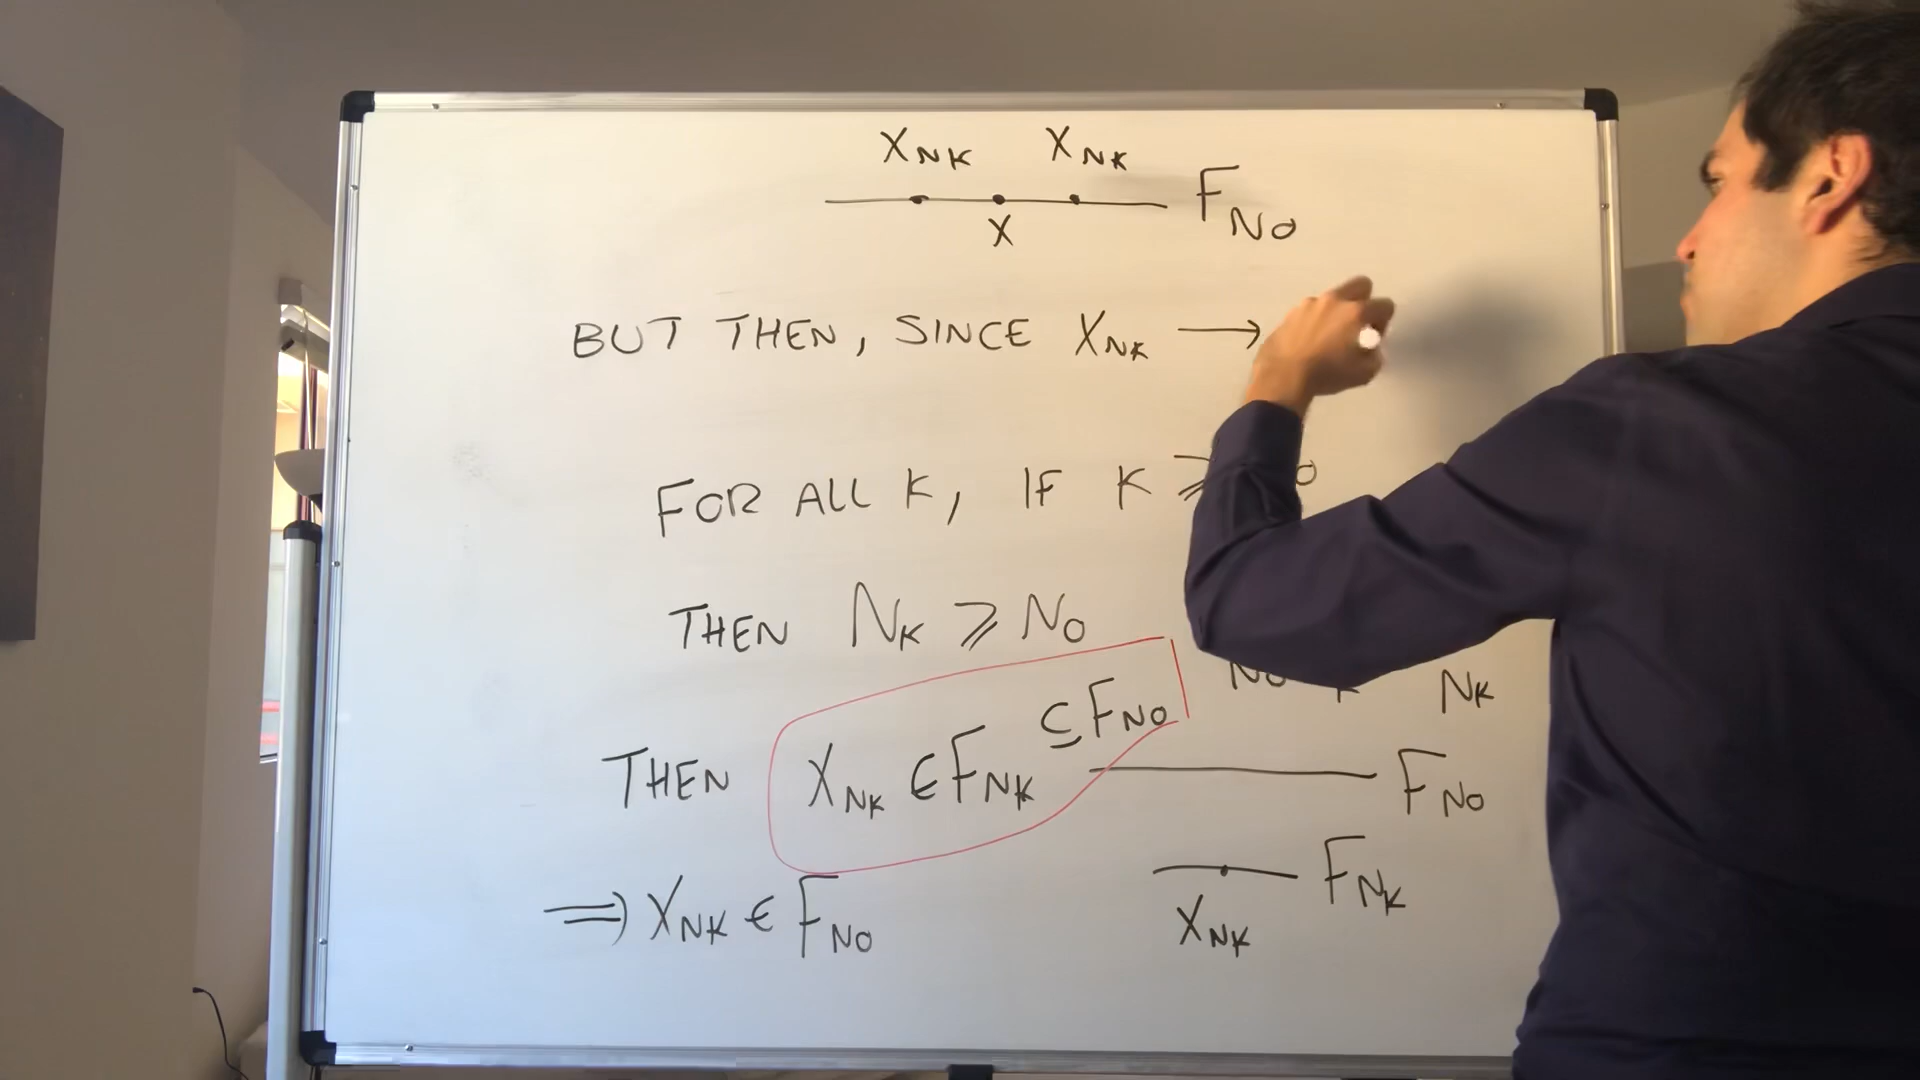 XNK XNK
FNO
X
BUT THEN, SINCE XNK →
FOR ALL K, IF K ⩾
THEN NK ⩾ NO
NO K NK
THEN XNK ∈ FNK ⊆ FNO
FNO
FNK
XNK
⇒ XNK ∈ FNO